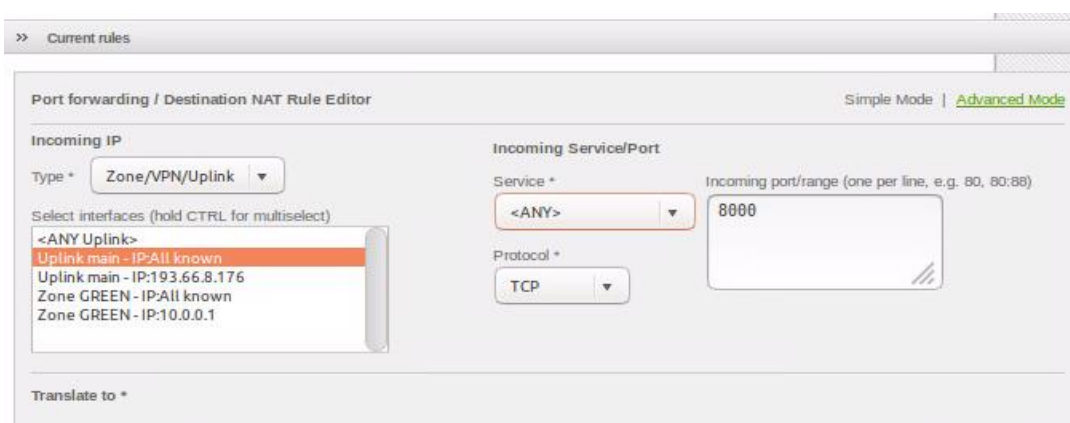 » Current rules
Port forwarding / Destination NAT Rule Editor
Simple Mode | Advanced Mode
Incoming IP
Type * Zone/VPN/Uplink
Select interfaces (hold CTRL for multiselect)
<ANY Uplink>
Uplink main - IP:All known
Uplink main - IP:193.66.8.176
Zone GREEN - IP:All known
Zone GREEN - IP:10.0.0.1
Incoming Service/Port
Service *
<ANY>
Protocol *
TCP
Incoming port/range (one per line, e.g. 80, 80:88)
8000
Translate to *